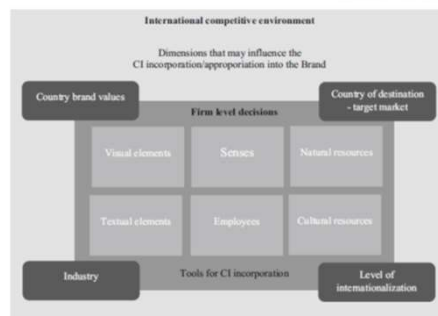 International competitive environment
Dimensions that may influence the
CI incorporation/approporiation into the Brand
Country brand values
Country of destination
- target market
Firm level decisions
Visual elements
Senses
Natural resources
Textual elements
Employees
Cultural resources
Industry
Tools for CI incorporation
Level of
internationalization